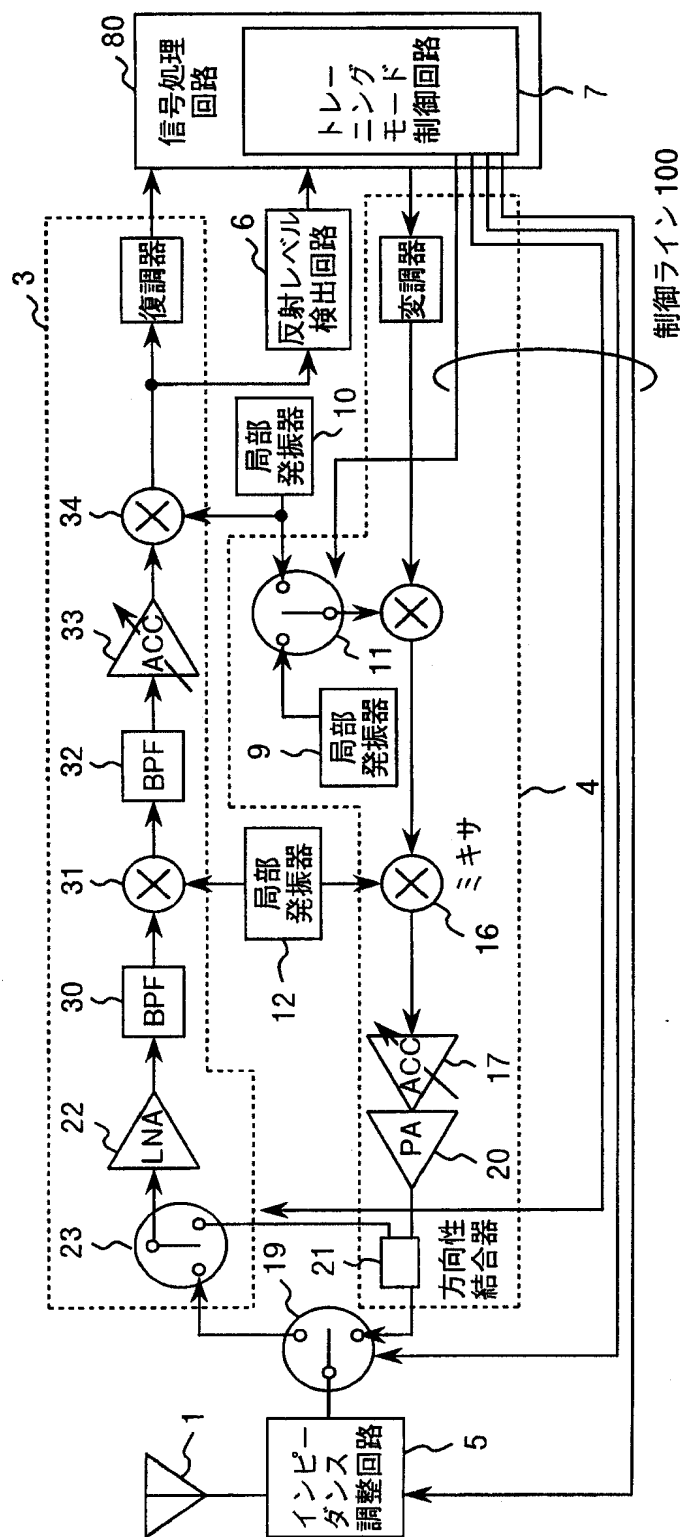 80
信号処理
回路
トレー
ニング
モード
制御回路
7
3
復調器
6
反射レベル
検出回路
変調器
制御ライン 100
34
局部
発振器
10
33
ACC
11
9
局部
発振器
32
BPF
31
局部
発振器
12
ミキサ
16
4
30
BPF
ACC
17
22
LNA
PA
20
23
21
方向性
結合器
19
1
インピー
ダンス
調整回路
5